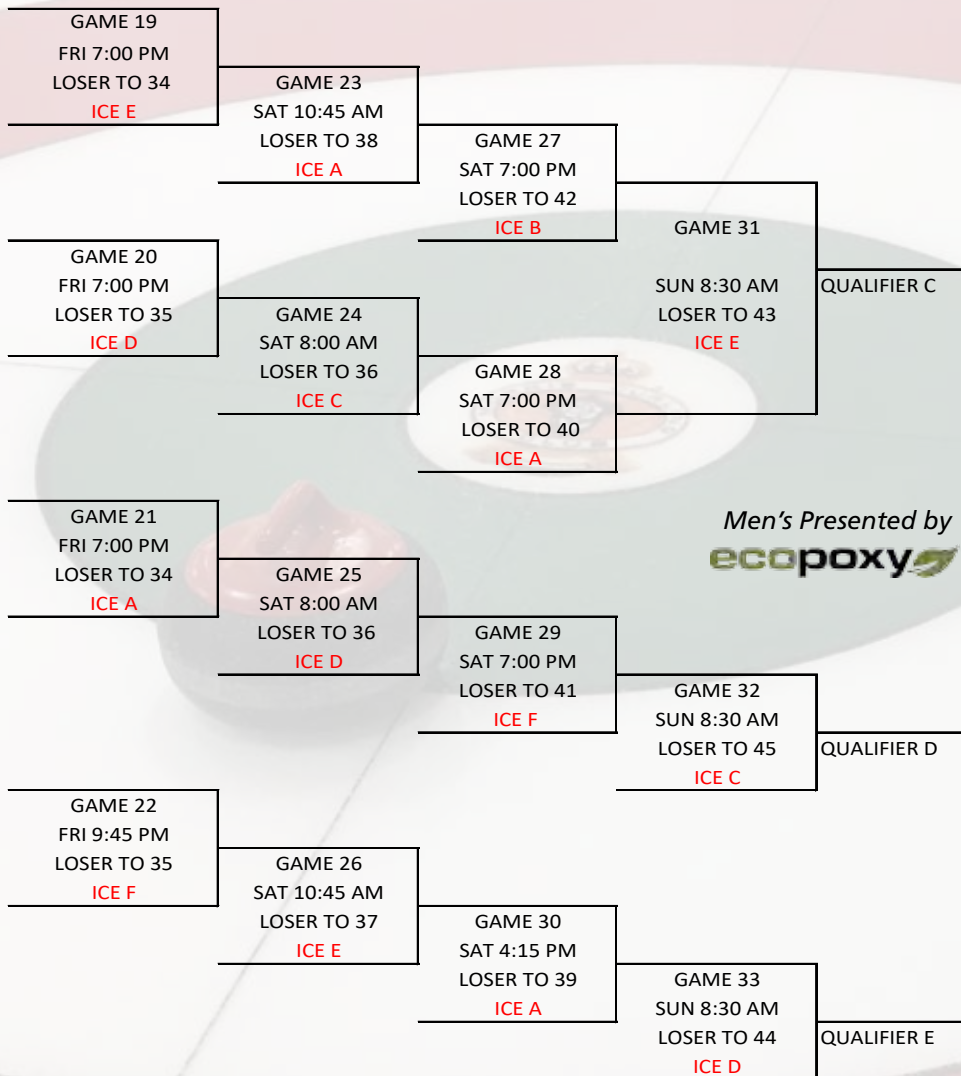 GAME 19
FRI 7:00 PM
LOSER TO 34
ICE E
GAME 23
SAT 10:45 AM
LOSER TO 38
ICE A
GAME 27
SAT 7:00 PM
LOSER TO 42
ICE B
GAME 31
SUN 8:30 AM
LOSER TO 43
ICE E
QUALIFIER C
GAME 20
FRI 7:00 PM
LOSER TO 35
ICE D
GAME 24
SAT 8:00 AM
LOSER TO 36
ICE C
GAME 28
SAT 7:00 PM
LOSER TO 40
ICE A
Men's Presented by
ecopoxy
GAME 21
FRI 7:00 PM
LOSER TO 34
ICE A
GAME 25
SAT 8:00 AM
LOSER TO 36
ICE D
GAME 29
SAT 7:00 PM
LOSER TO 41
ICE F
GAME 32
SUN 8:30 AM
LOSER TO 45
ICE C
QUALIFIER D
GAME 22
FRI 9:45 PM
LOSER TO 35
ICE F
GAME 26
SAT 10:45 AM
LOSER TO 37
ICE E
GAME 30
SAT 4:15 PM
LOSER TO 39
ICE A
GAME 33
SUN 8:30 AM
LOSER TO 44
ICE D
QUALIFIER E